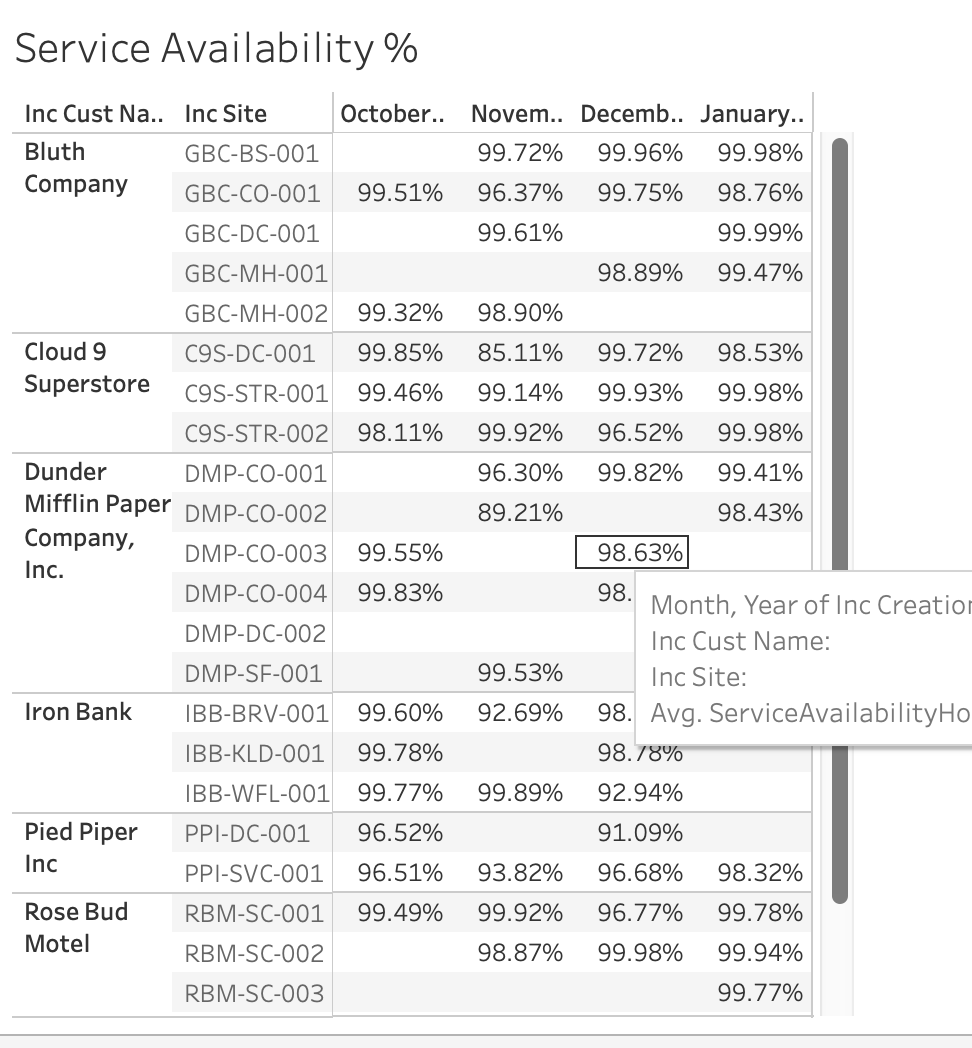 Service Availability %
Inc Cust Na.. Inc Site October.. Novem.. Decemb.. January..
Bluth Company GBC-BS-001 99.72% 99.96% 99.98%
GBC-CO-001 99.51% 96.37% 99.75% 98.76%
GBC-DC-001 99.61% 99.99%
GBC-MH-001 98.89% 99.47%
GBC-MH-002 99.32% 98.90%
Cloud 9 Superstore C9S-DC-001 99.85% 85.11% 99.72% 98.53%
C9S-STR-001 99.46% 99.14% 99.93% 99.98%
C9S-STR-002 98.11% 99.92% 96.52% 99.98%
Dunder Mifflin Paper Company, Inc. DMP-CO-001 96.30% 99.82% 99.41%
DMP-CO-002 89.21% 98.43%
DMP-CO-003 99.55% 98.63%
DMP-CO-004 99.83% 98.
DMP-DC-002
DMP-SF-001 99.53%
Month, Year of Inc Creation
Inc Cust Name:
Inc Site:
Avg. ServiceAvailabilityHo
Iron Bank IBB-BRV-001 99.60% 92.69% 98.
IBB-KLD-001 99.78% 98.78%
IBB-WFL-001 99.77% 99.89% 92.94%
Pied Piper Inc PPI-DC-001 96.52% 91.09%
PPI-SVC-001 96.51% 93.82% 96.68% 98.32%
Rose Bud Motel RBM-SC-001 99.49% 99.92% 96.77% 99.78%
RBM-SC-002 98.87% 99.98% 99.94%
RBM-SC-003 99.77%